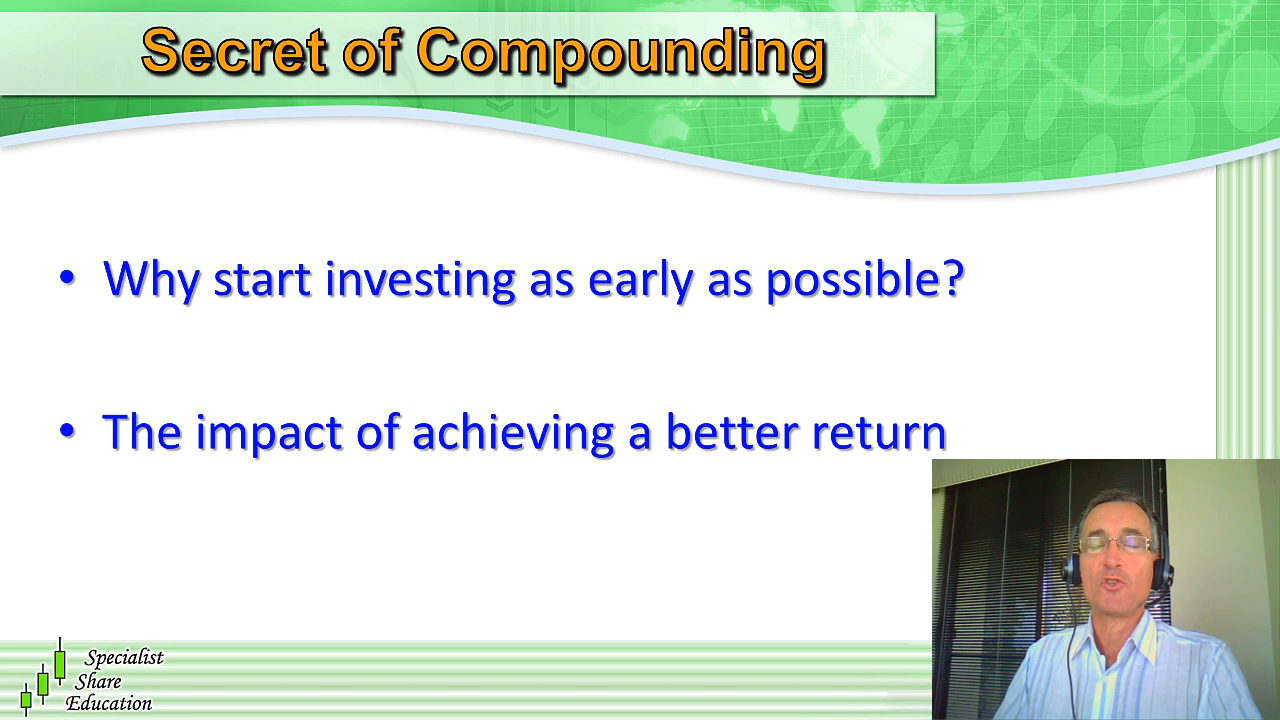 Secret of Compounding
• Why start investing as early as possible?
• The impact of achieving a better return
Specialist
Share
Education